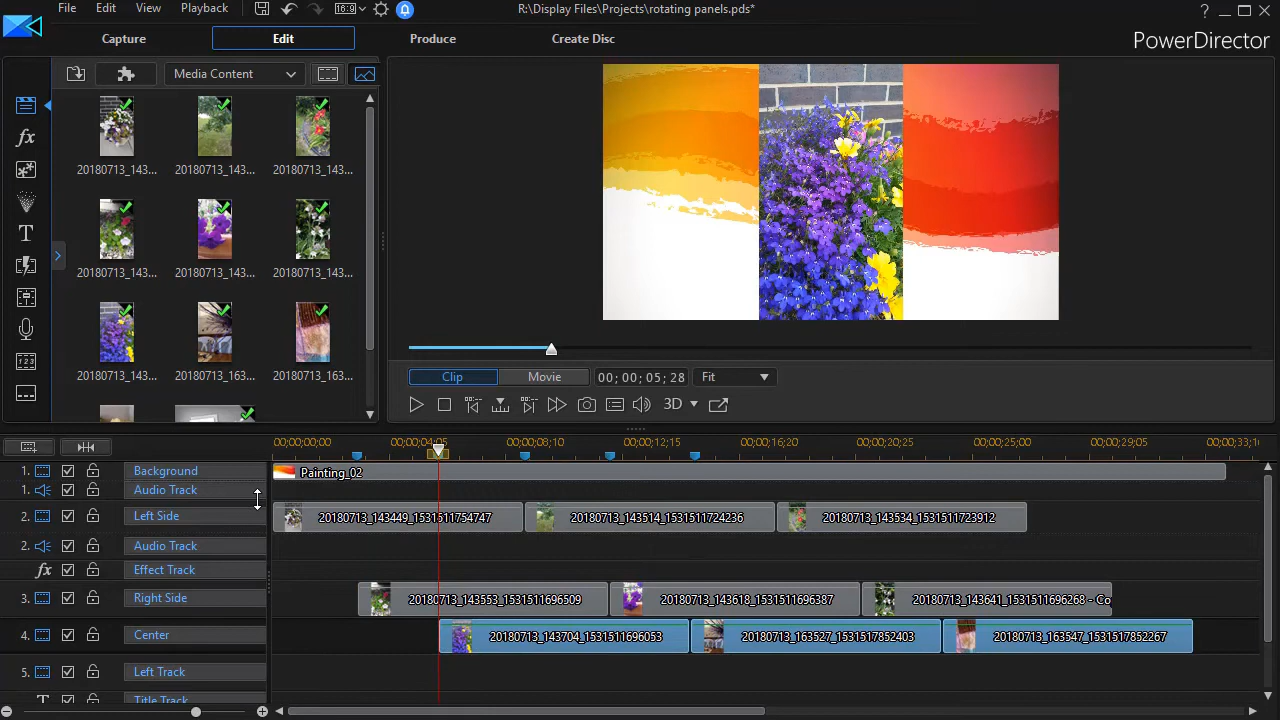 File Edit View Playback 16:9 R:\Display Files\Projects\rotating panels.pds* ?
Capture Edit Produce Create Disc PowerDirector
Media Content
fx
20180713_143... 20180713_143... 20180713_143...
T
20180713_143... 20180713_143... 20180713_143...
20180713_143... 20180713_163... 20180713_163...
Clip Movie 00; 00; 05; 28 Fit
3D
00;00;00;00 00;00;04;05 00;00;08;10 00;00;12;15 00;00;16;20 00;00;20;25 00;00;25;00 00;00;29;05 00;00;33;1
1. Background Painting_02
1. Audio Track
2. Left Side 20180713_143449_1531511754747 20180713_143514_1531511724236 20180713_143534_1531511723912
2. Audio Track
fx Effect Track
3. Right Side 20180713_143553_1531511696509 20180713_143618_1531511696387 20180713_143641_1531511696268 - Co
4. Center 20180713_143704_1531511696053 20180713_163527_1531517852403 20180713_163547_1531517852267
5. Left Track
T Title Track